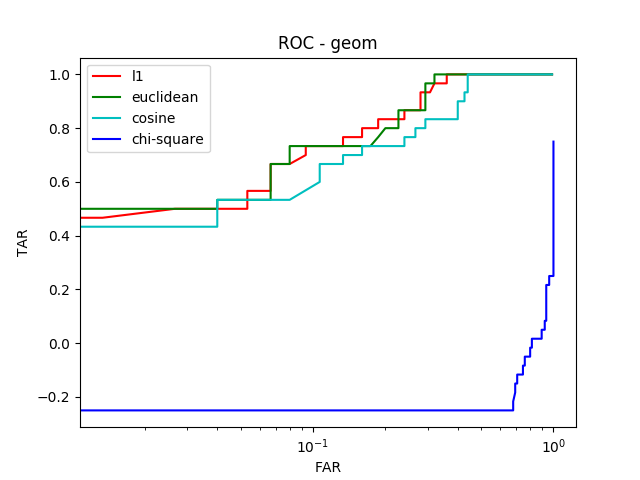 ROC - geom
l1
euclidean
cosine
chi-square
TAR
1.0
0.8
0.6
0.4
0.2
0.0
−0.2
10⁻¹
10⁰
FAR